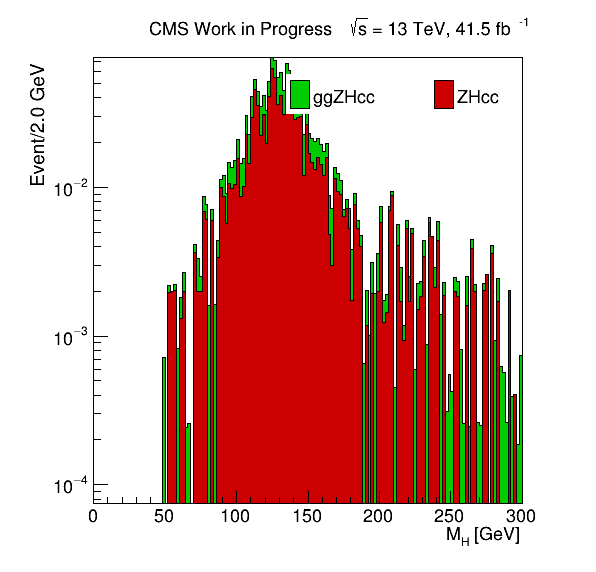 CMS Work in Progress √s = 13 TeV, 41.5 fb⁻¹
Event/2.0 GeV
ggZHcc ZHcc
10⁻²
10⁻³
10⁻⁴
0 50 100 150 200 250 300
M_H [GeV]